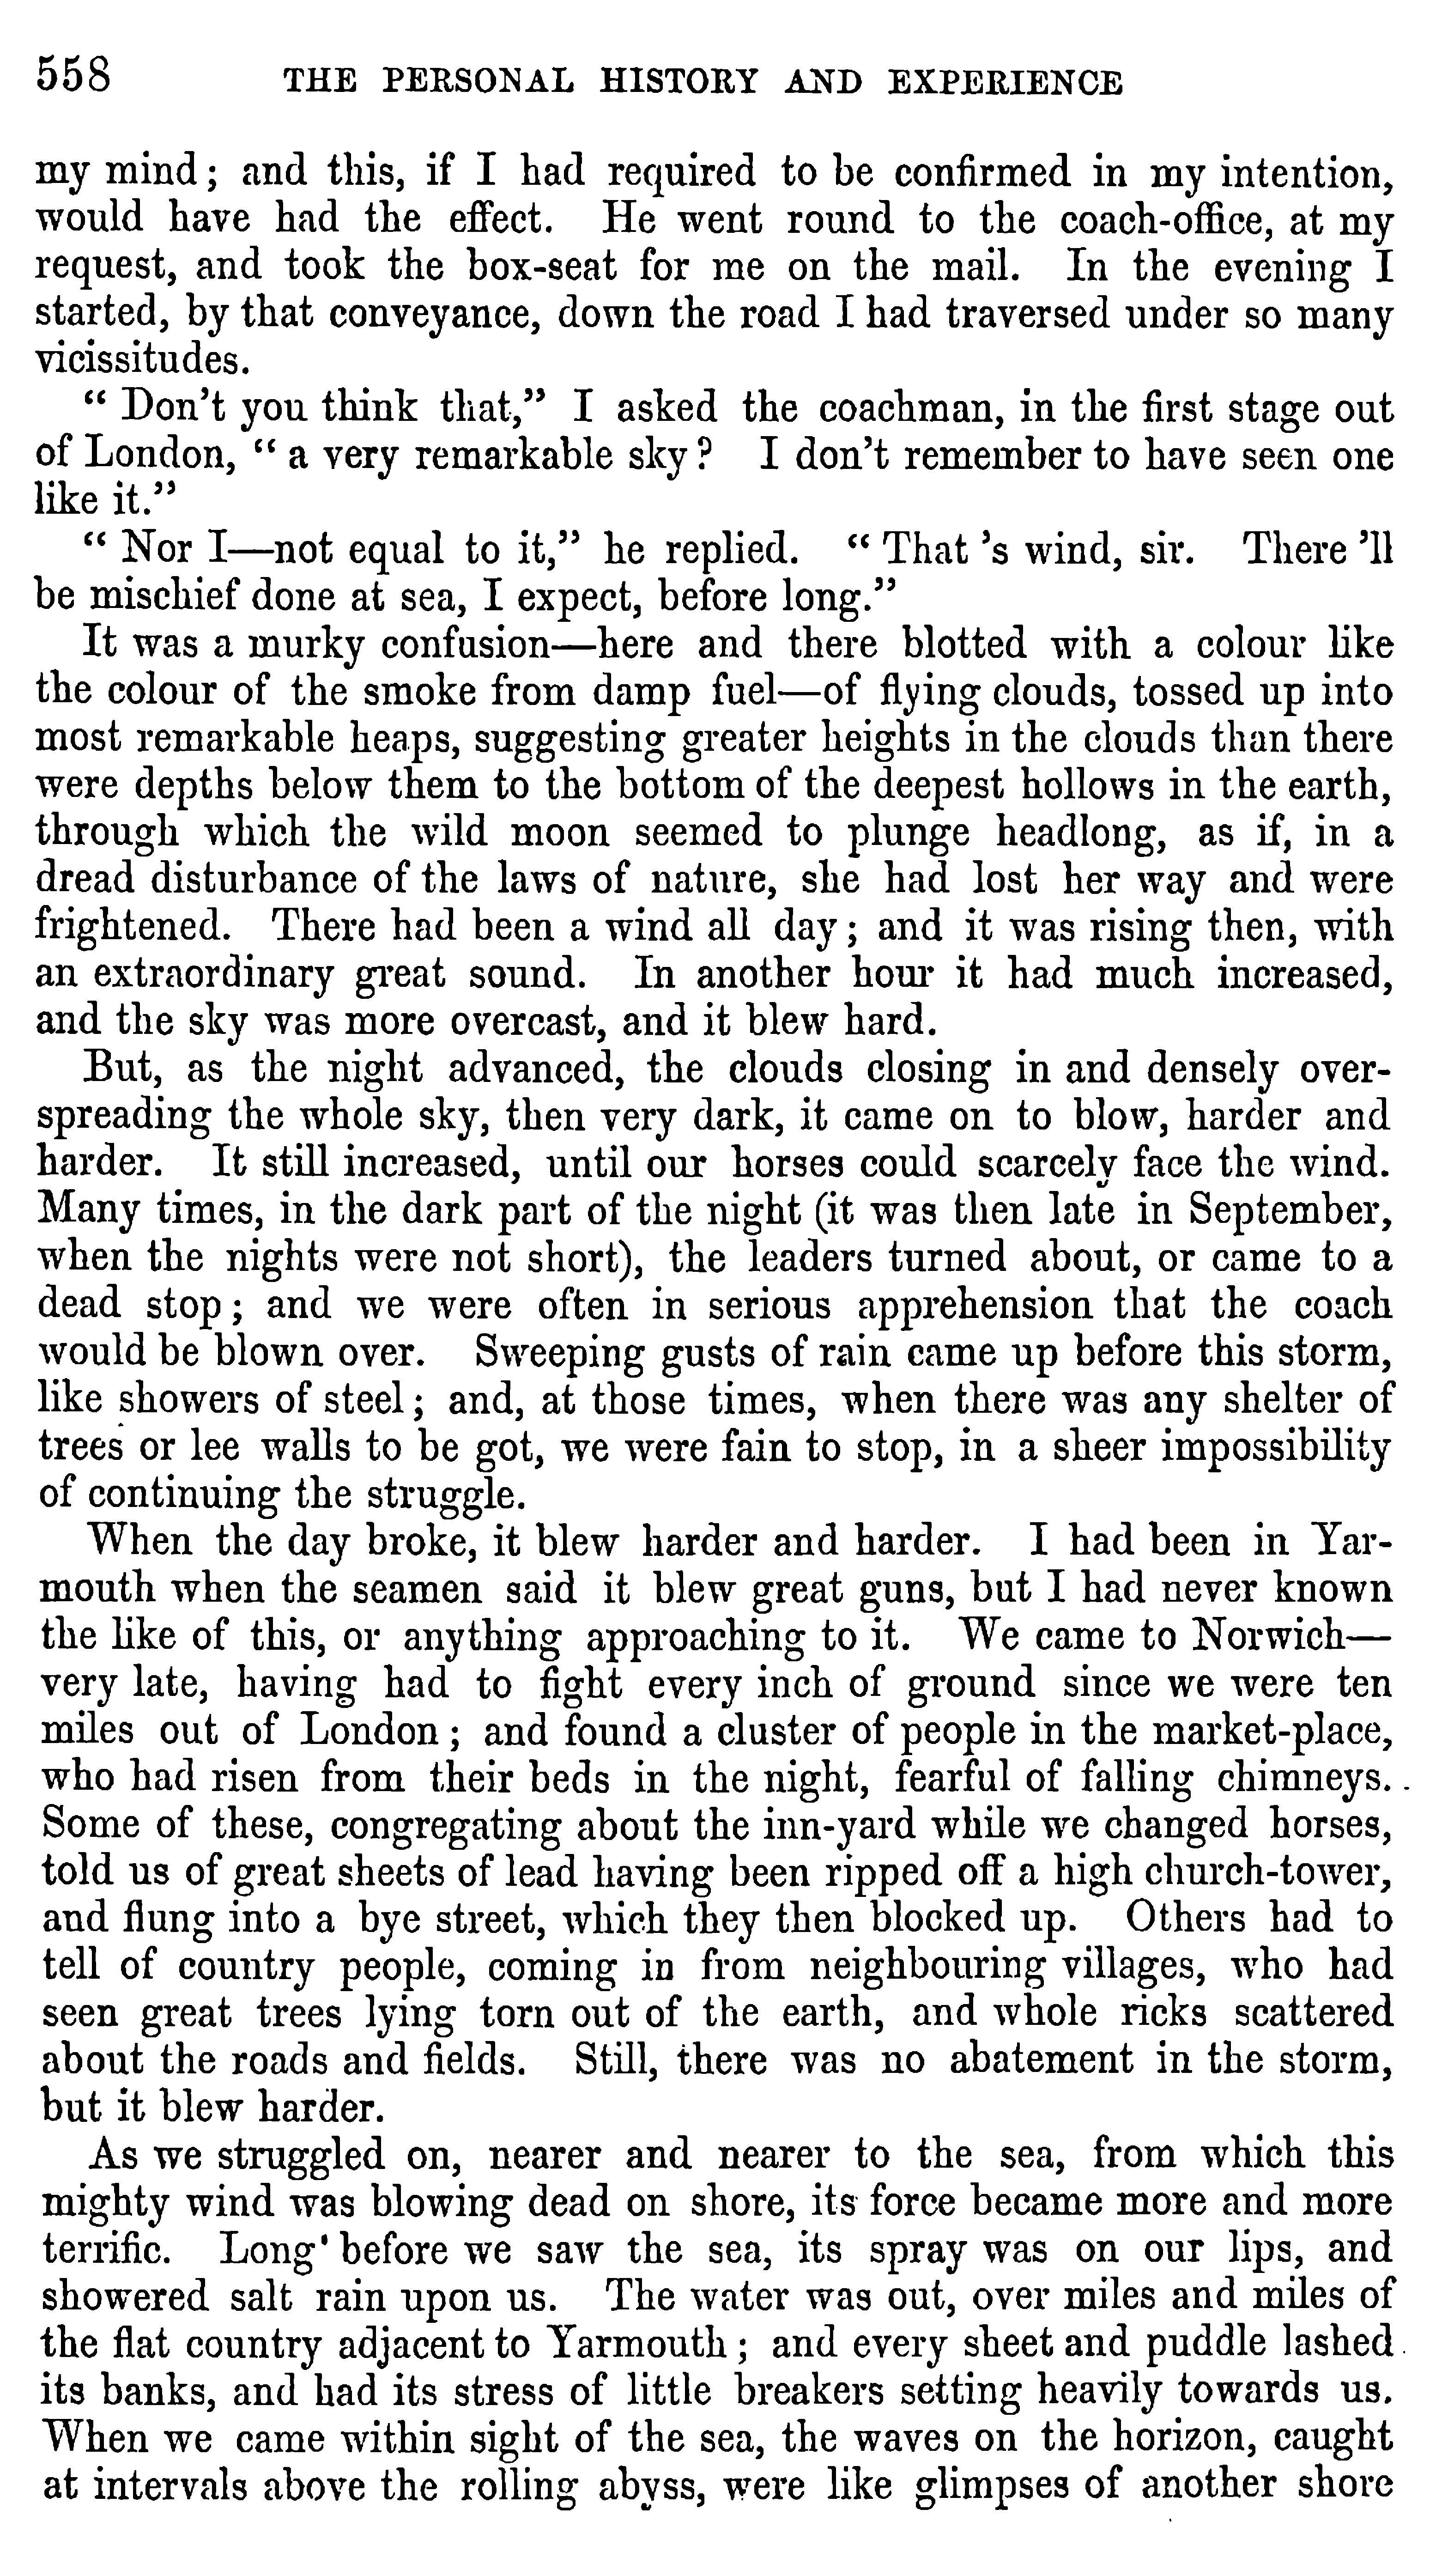 558 THE PERSONAL HISTORY AND EXPERIENCE
my mind; and this, if I had required to be confirmed in my intention,
would have had the effect. He went round to the coach-office, at my
request, and took the box-seat for me on the mail. In the evening I
started, by that conveyance, down the road I had traversed under so many
vicissitudes.
“ Don't you think that,” I asked the coachman, in the first stage out
of London, “ a very remarkable sky? I don't remember to have seen one
like it.”
“ Nor I—not equal to it,” he replied. “ That 's wind, sir. There 'll
be mischief done at sea, I expect, before long.”
It was a murky confusion—here and there blotted with a colour like
the colour of the smoke from damp fuel—of flying clouds, tossed up into
most remarkable heaps, suggesting greater heights in the clouds than there
were depths below them to the bottom of the deepest hollows in the earth,
through which the wild moon seemed to plunge headlong, as if, in a
dread disturbance of the laws of nature, she had lost her way and were
frightened. There had been a wind all day; and it was rising then, with
an extraordinary great sound. In another hour it had much increased,
and the sky was more overcast, and it blew hard.
But, as the night advanced, the clouds closing in and densely over-
spreading the whole sky, then very dark, it came on to blow, harder and
harder. It still increased, until our horses could scarcely face the wind.
Many times, in the dark part of the night (it was then late in September,
when the nights were not short), the leaders turned about, or came to a
dead stop; and we were often in serious apprehension that the coach
would be blown over. Sweeping gusts of rain came up before this storm,
like showers of steel; and, at those times, when there was any shelter of
trees or lee walls to be got, we were fain to stop, in a sheer impossibility
of continuing the struggle.
When the day broke, it blew harder and harder. I had been in Yar-
mouth when the seamen said it blew great guns, but I had never known
the like of this, or anything approaching to it. We came to Norwich—
very late, having had to fight every inch of ground since we were ten
miles out of London; and found a cluster of people in the market-place,
who had risen from their beds in the night, fearful of falling chimneys.
Some of these, congregating about the inn-yard while we changed horses,
told us of great sheets of lead having been ripped off a high church-tower,
and flung into a bye street, which they then blocked up. Others had to
tell of country people, coming in from neighbouring villages, who had
seen great trees lying torn out of the earth, and whole ricks scattered
about the roads and fields. Still, there was no abatement in the storm,
but it blew harder.
As we struggled on, nearer and nearer to the sea, from which this
mighty wind was blowing dead on shore, its force became more and more
terrific. Long before we saw the sea, its spray was on our lips, and
showered salt rain upon us. The water was out, over miles and miles of
the flat country adjacent to Yarmouth; and every sheet and puddle lashed
its banks, and had its stress of little breakers setting heavily towards us.
When we came within sight of the sea, the waves on the horizon, caught
at intervals above the rolling abyss, were like glimpses of another shore